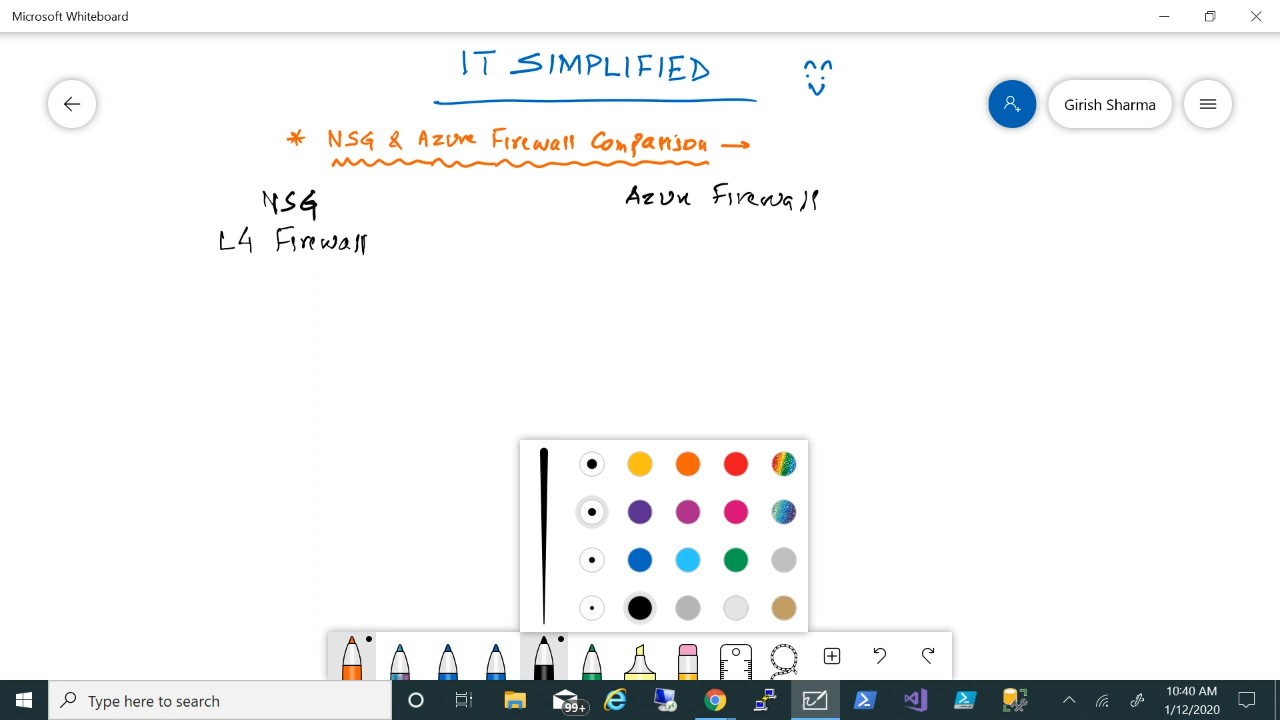 Microsoft Whiteboard
IT SIMPLIFIED
Girish Sharma
* NSG & Azure Firewall Comparison →
NSG
Azure Firewall
L4 Firewall
Type here to search
99+
10:40 AM
1/12/2020